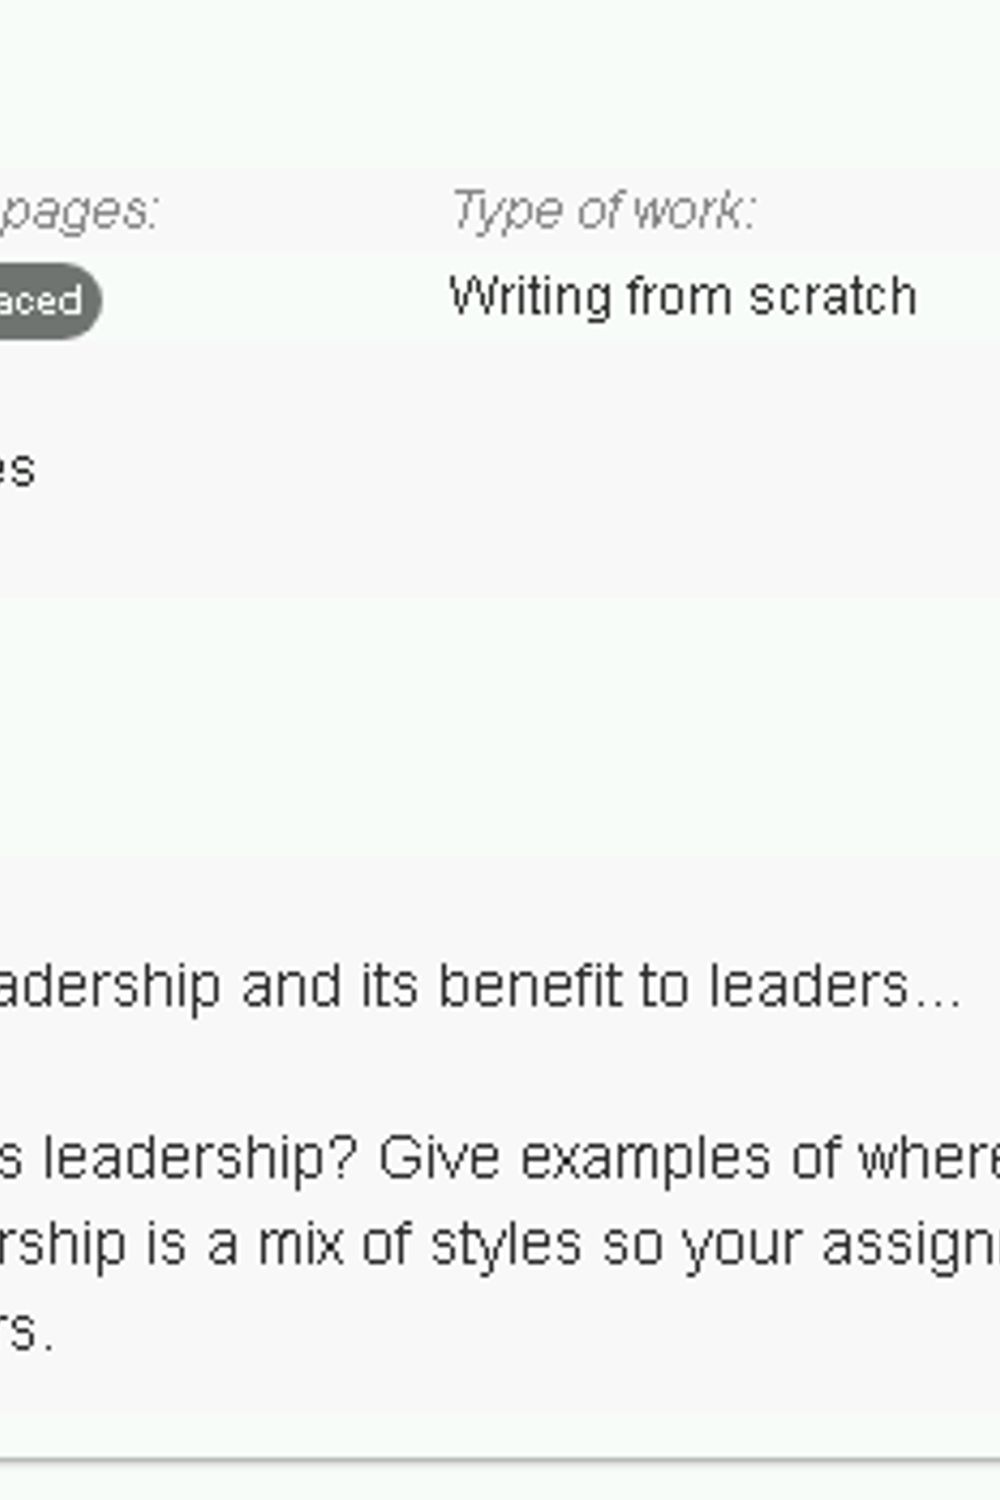 pages:
Type of work:
aced
Writing from scratch
es
adership and its benefit to leaders...
s leadership? Give examples of where
rship is a mix of styles so your assign
rs.